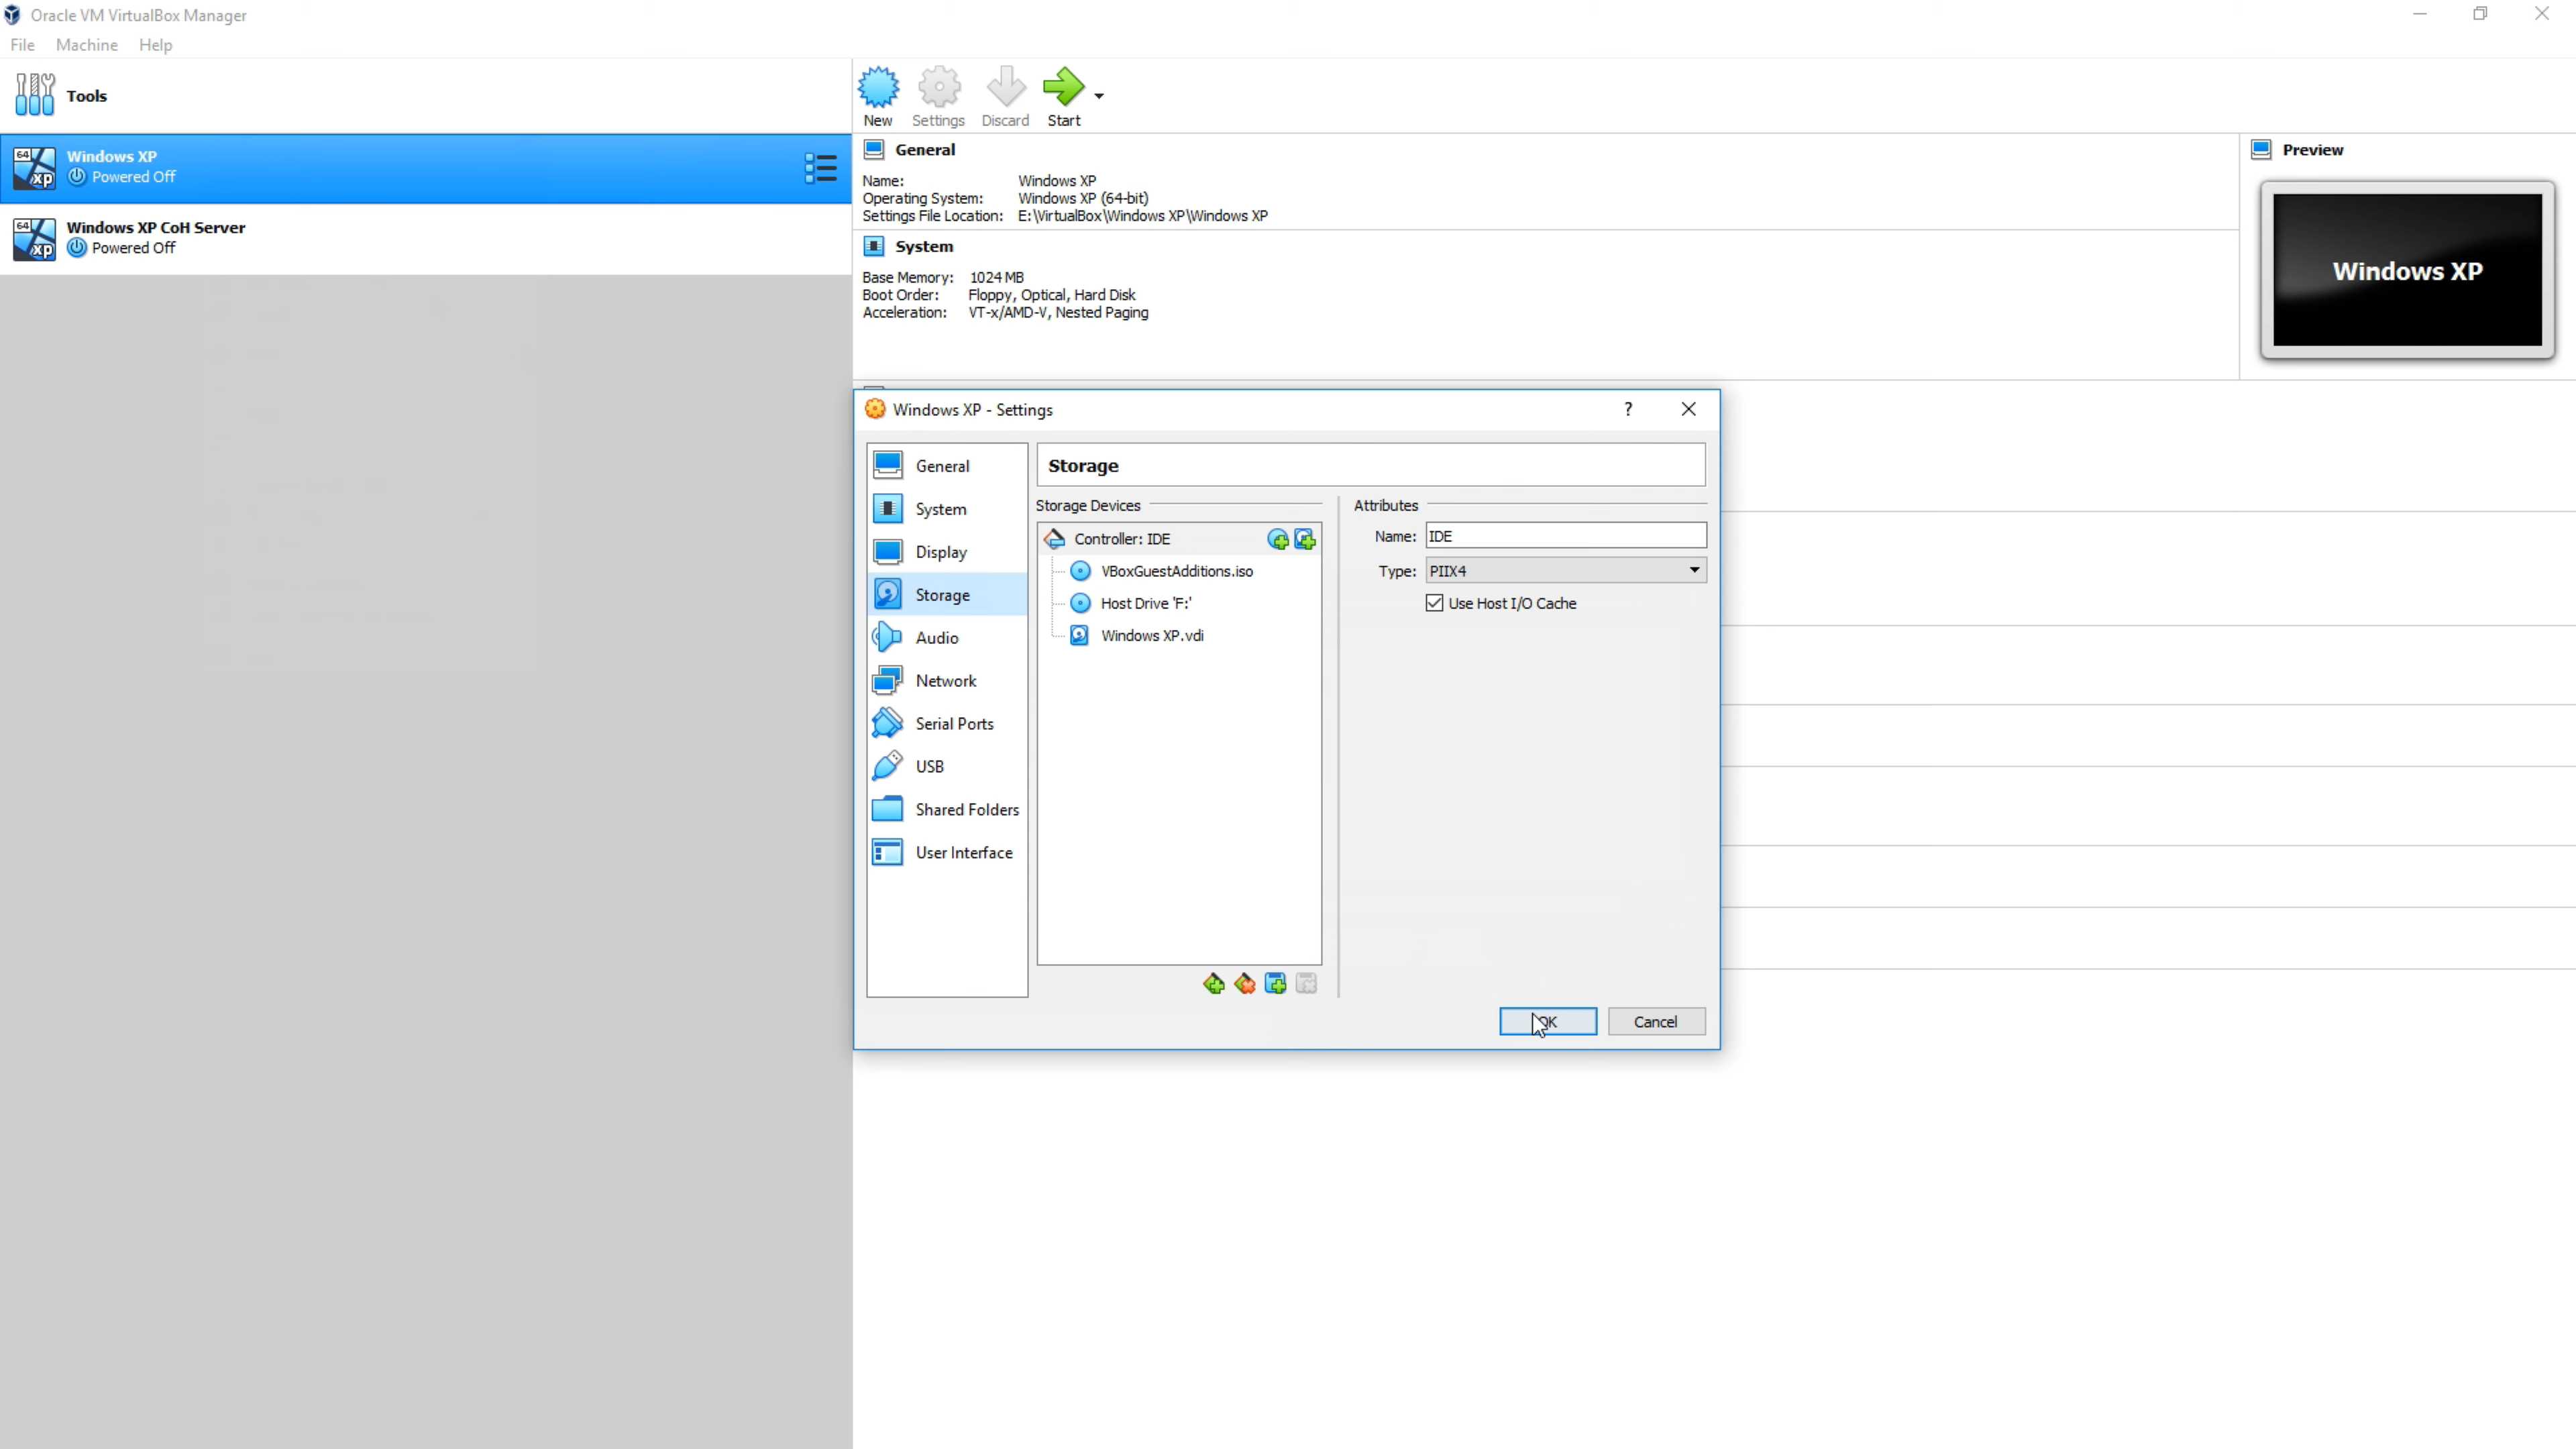 Oracle VM VirtualBox Manager
File Machine Help
Tools
64 xp Windows XP
Powered Off
64 xp Windows XP CoH Server
Powered Off
New Settings Discard Start
General
Name: Windows XP
Operating System: Windows XP (64-bit)
Settings File Location: E:\VirtualBox\Windows XP\Windows XP
System
Base Memory: 1024 MB
Boot Order: Floppy, Optical, Hard Disk
Acceleration: VT-x/AMD-V, Nested Paging
Preview
Windows XP
Windows XP - Settings ?
General
System
Display
Storage
Audio
Network
Serial Ports
USB
Shared Folders
User Interface
Storage
Storage Devices
Controller: IDE
VBoxGuestAdditions.iso
Host Drive 'F:'
Windows XP.vdi
Attributes
Name: IDE
Type: PIIX4
Use Host I/O Cache
OK Cancel